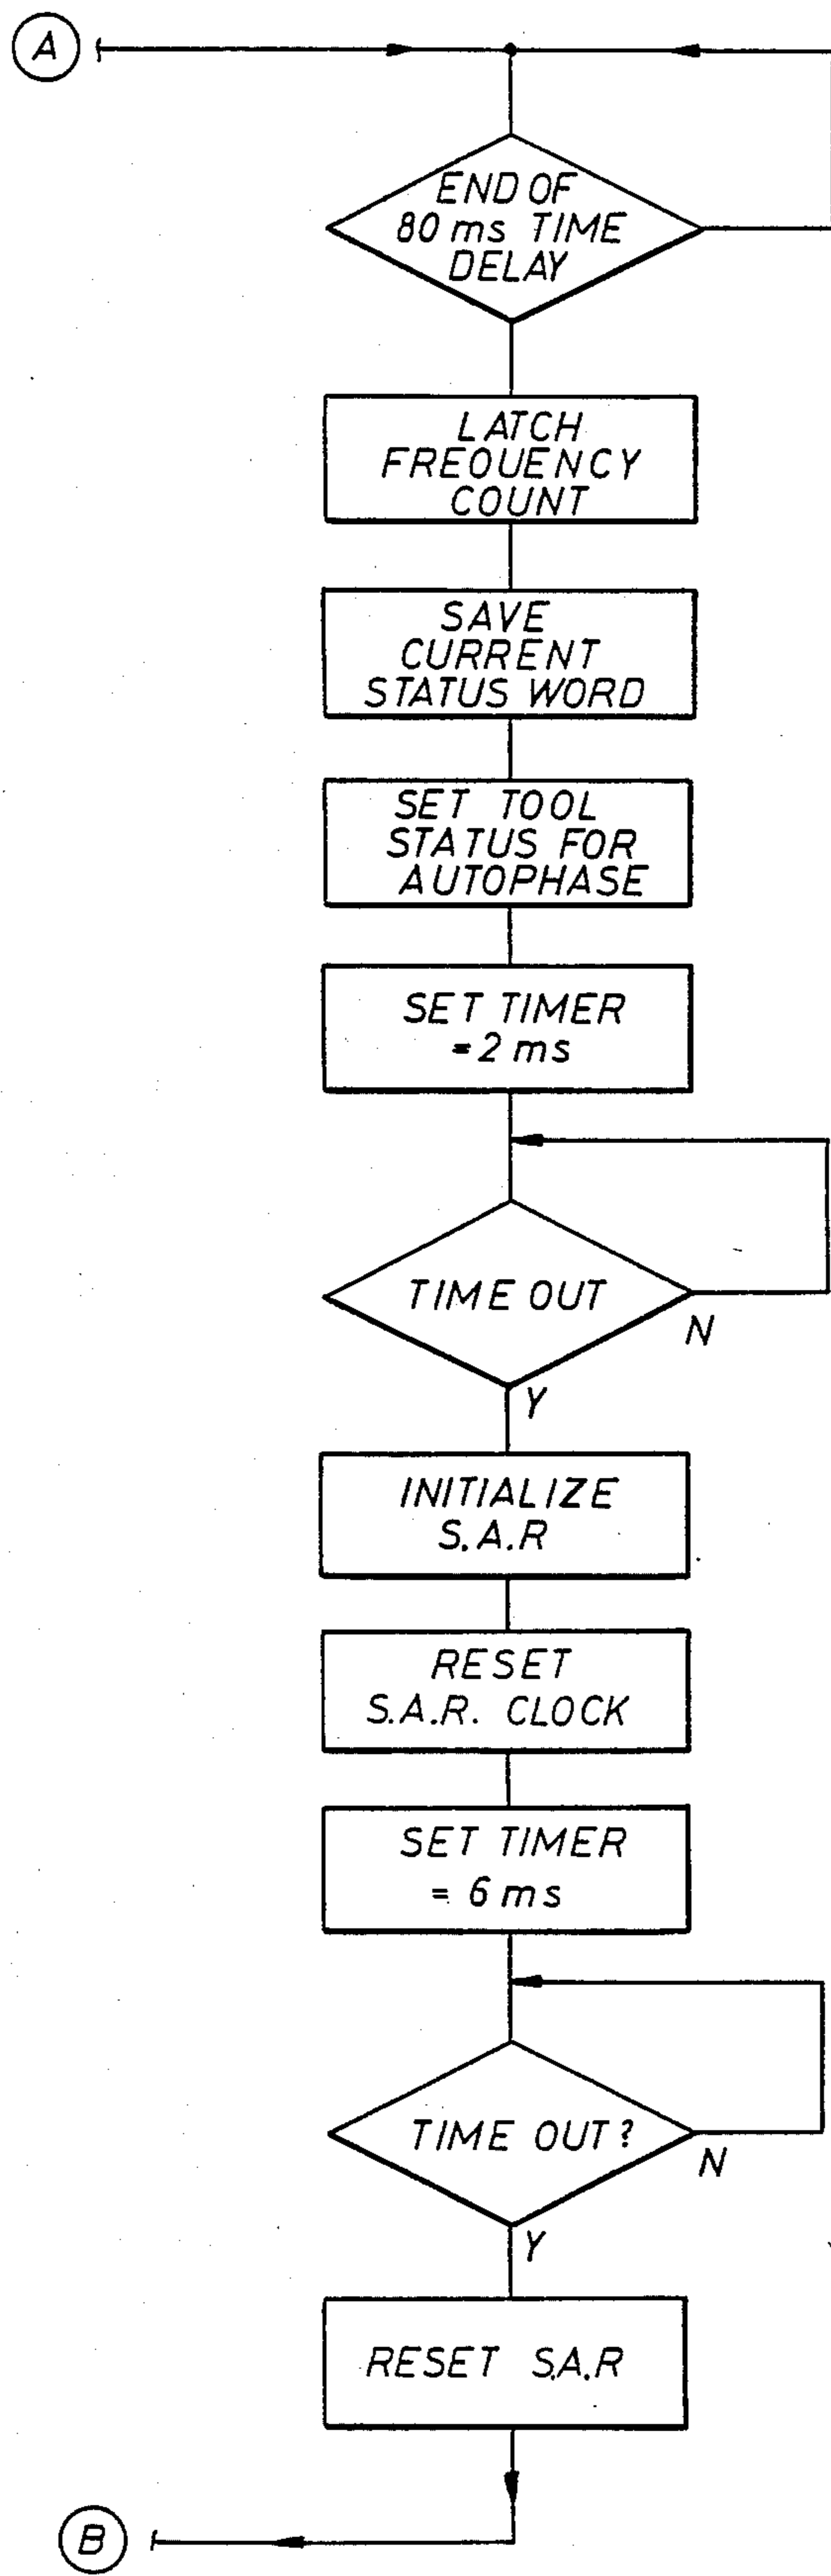 A
END OF
80 ms TIME
DELAY
LATCH
FREQUENCY
COUNT
SAVE
CURRENT
STATUS WORD
SET TOOL
STATUS FOR
AUTOPHASE
SET TIMER
=2 ms
TIME OUT
N
Y
INITIALIZE
S.A.R
RESET
S.A.R. CLOCK
SET TIMER
= 6 ms
TIME OUT?
N
Y
RESET S.A.R
B